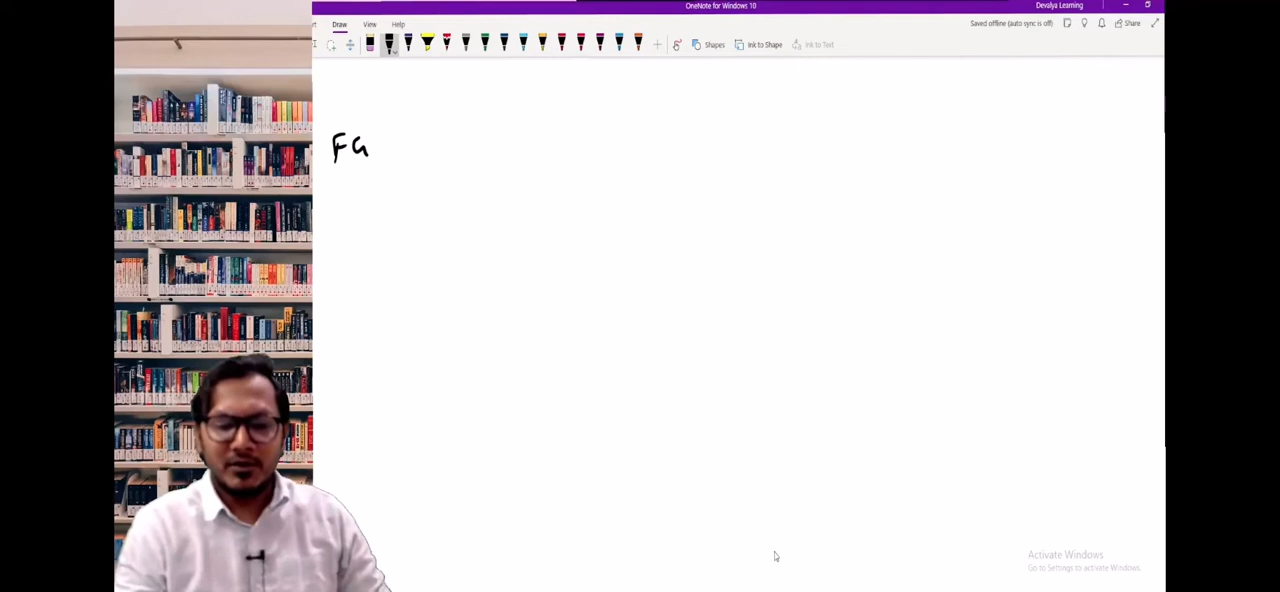 OneNote for Windows 10
Devalya Learning
Draw View Help
Saved offline (auto sync is off)
Share
Shapes
Ink to Shape
Ink to Text
FG
Activate Windows
Go to Settings to activate Windows.